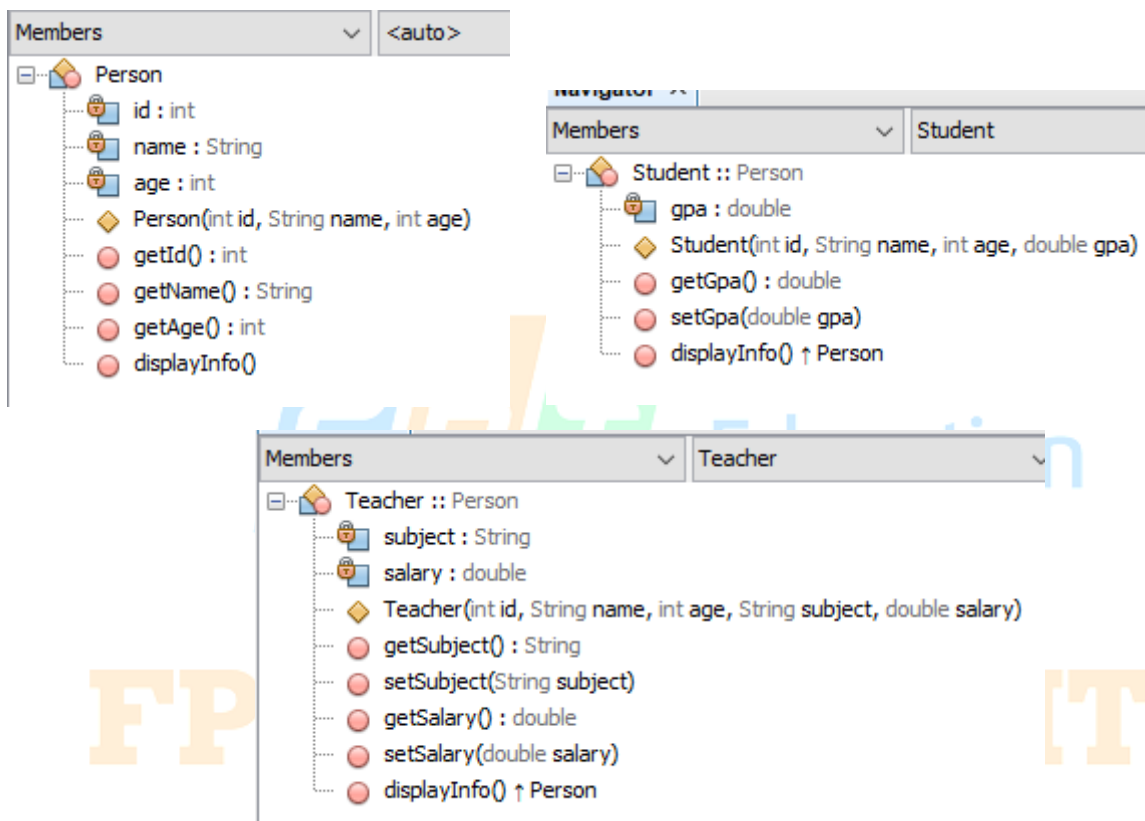 Members <auto>
Person
id : int
name : String
age : int
Person(int id, String name, int age)
getId() : int
getName() : String
getAge() : int
displayInfo()
Navigator
Members Student
Student :: Person
gpa : double
Student(int id, String name, int age, double gpa)
getGpa() : double
setGpa(double gpa)
displayInfo() ↑ Person
Members Teacher
Teacher :: Person
subject : String
salary : double
Teacher(int id, String name, int age, String subject, double salary)
getSubject() : String
setSubject(String subject)
getSalary() : double
setSalary(double salary)
displayInfo() ↑ Person
FP